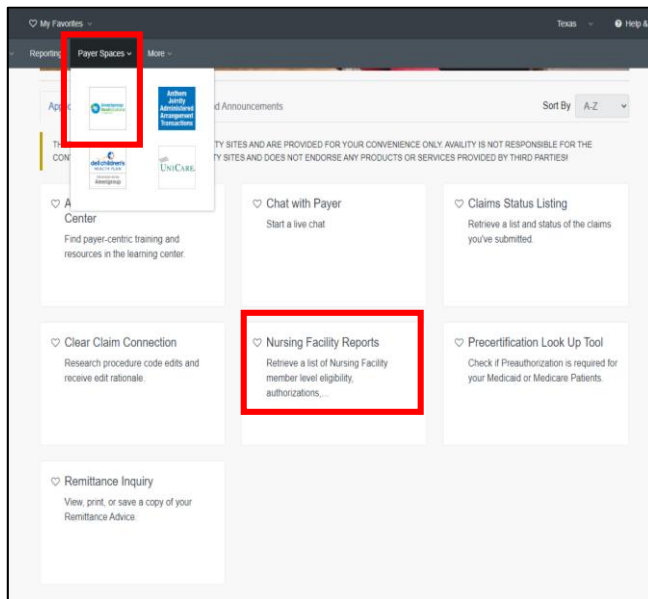 ♡ My Favorites
Texas
Help &
Reporting
Payer Spaces
More
Anthem
Jointly
Administered
Arrangement
Transactions
dellchildren's
HEALTH PLAN
Amerigroup
UNICARE.
d Announcements
Sort By
A-Z
TY SITES AND ARE PROVIDED FOR YOUR CONVENIENCE ONLY. AVAILITY IS NOT RESPONSIBLE FOR THE
TY SITES AND DOES NOT ENDORSE ANY PRODUCTS OR SERVICES PROVIDED BY THIRD PARTIES!
♡ A
Center
Find payer-centric training and
resources in the learning center.
♡ Chat with Payer
Start a live chat
♡ Claims Status Listing
Retrieve a list and status of the claims
you've submitted.
♡ Clear Claim Connection
Research procedure code edits and
receive edit rationale.
♡ Nursing Facility Reports
Retrieve a list of Nursing Facility
member level eligibility,
authorizations,...
♡ Precertification Look Up Tool
Check if Preauthorization is required for
your Medicaid or Medicare Patients.
♡ Remittance Inquiry
View, print, or save a copy of your
Remittance Advice.